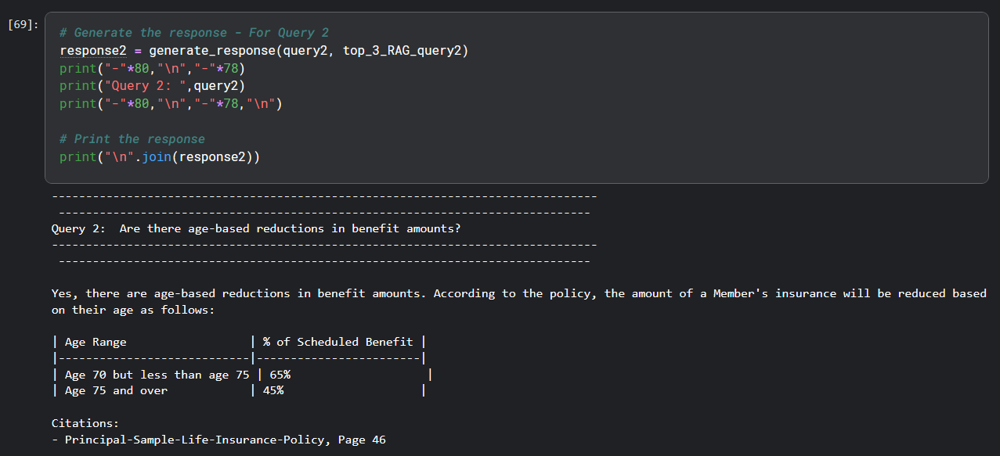 [69]:
# Generate the response - For Query 2
response2 = generate_response(query2, top_3_RAG_query2)
print("-"*80,"\n","-"*78)
print("Query 2: ",query2)
print("-"*80,"\n","-"*78,"\n")
# Print the response
print("\n".join(response2))
--------------------------------------------------------------------------------
 ------------------------------------------------------------------------------
Query 2:  Are there age-based reductions in benefit amounts?
--------------------------------------------------------------------------------
 ------------------------------------------------------------------------------
Yes, there are age-based reductions in benefit amounts. According to the policy, the amount of a Member's insurance will be reduced based
on their age as follows:
| Age Range                  | % of Scheduled Benefit |
|----------------------------|------------------------|
| Age 70 but less than age 75 | 65%                    |
| Age 75 and over            | 45%                    |
Citations:
- Principal-Sample-Life-Insurance-Policy, Page 46